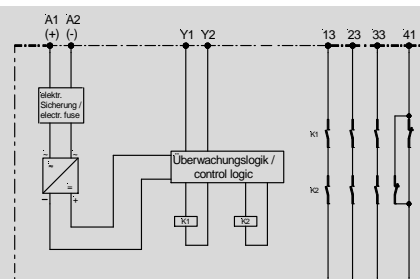 A1 A2 Y1 Y2 13 23 33 41
(+) (-)
elektr.
Sicherung /
electr. fuse
~ ~
≈
=
− +
Überwachungslogik /
control logic
K1 K2
K1
K2